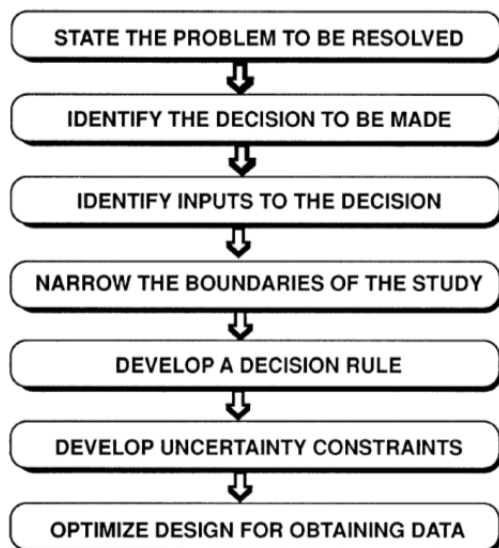 STATE THE PROBLEM TO BE RESOLVED
IDENTIFY THE DECISION TO BE MADE
IDENTIFY INPUTS TO THE DECISION
NARROW THE BOUNDARIES OF THE STUDY
DEVELOP A DECISION RULE
DEVELOP UNCERTAINTY CONSTRAINTS
OPTIMIZE DESIGN FOR OBTAINING DATA